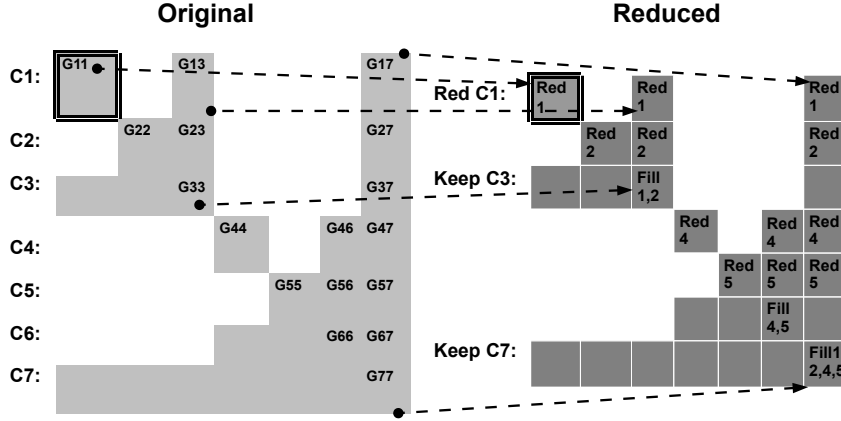 Original
Reduced
C1:
G11
G13
G17
Red C1:
Red
1
Red
1
Red
1
C2:
G22
G23
G27
Red
2
Red
2
Red
2
C3:
G33
G37
Keep C3:
Fill
1,2
C4:
G44
G46
G47
Red
4
Red
4
Red
4
C5:
G55
G56
G57
Red
5
Red
5
Red
5
C6:
G66
G67
Fill
4,5
C7:
G77
Keep C7:
Fill1
2,4,5